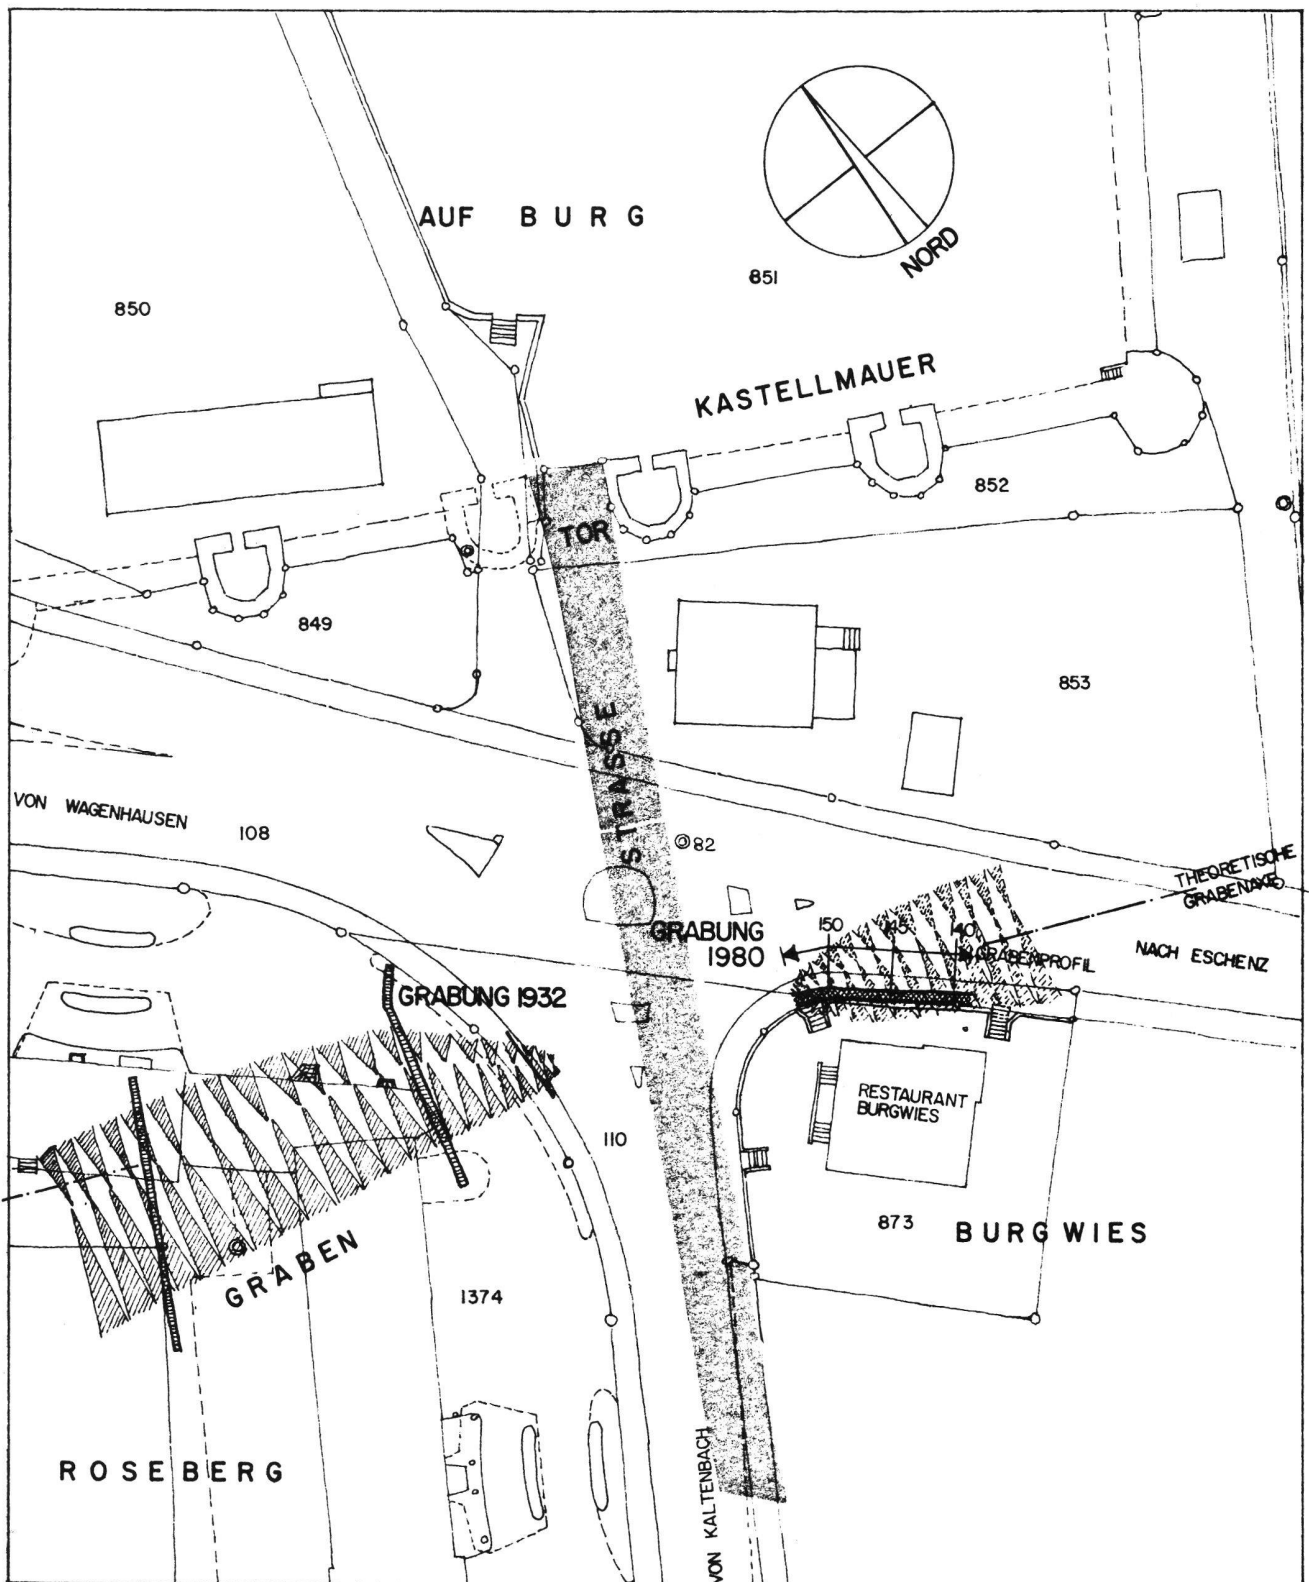 AUF BURG
NORD
851
850
KASTELLMAUER
852
TOR
849
853
STRASSE
VON WAGENHAUSEN
108
82
THEORETISCHE
GRABENAXE
150
145
140
GRABUNG
1980
GRABENPROFIL
NACH ESCHENZ
GRABUNG 1932
RESTAURANT
BURGWIES
110
873
BURGWIES
GRABEN
1374
ROSEBERG
VON KALTENBACH